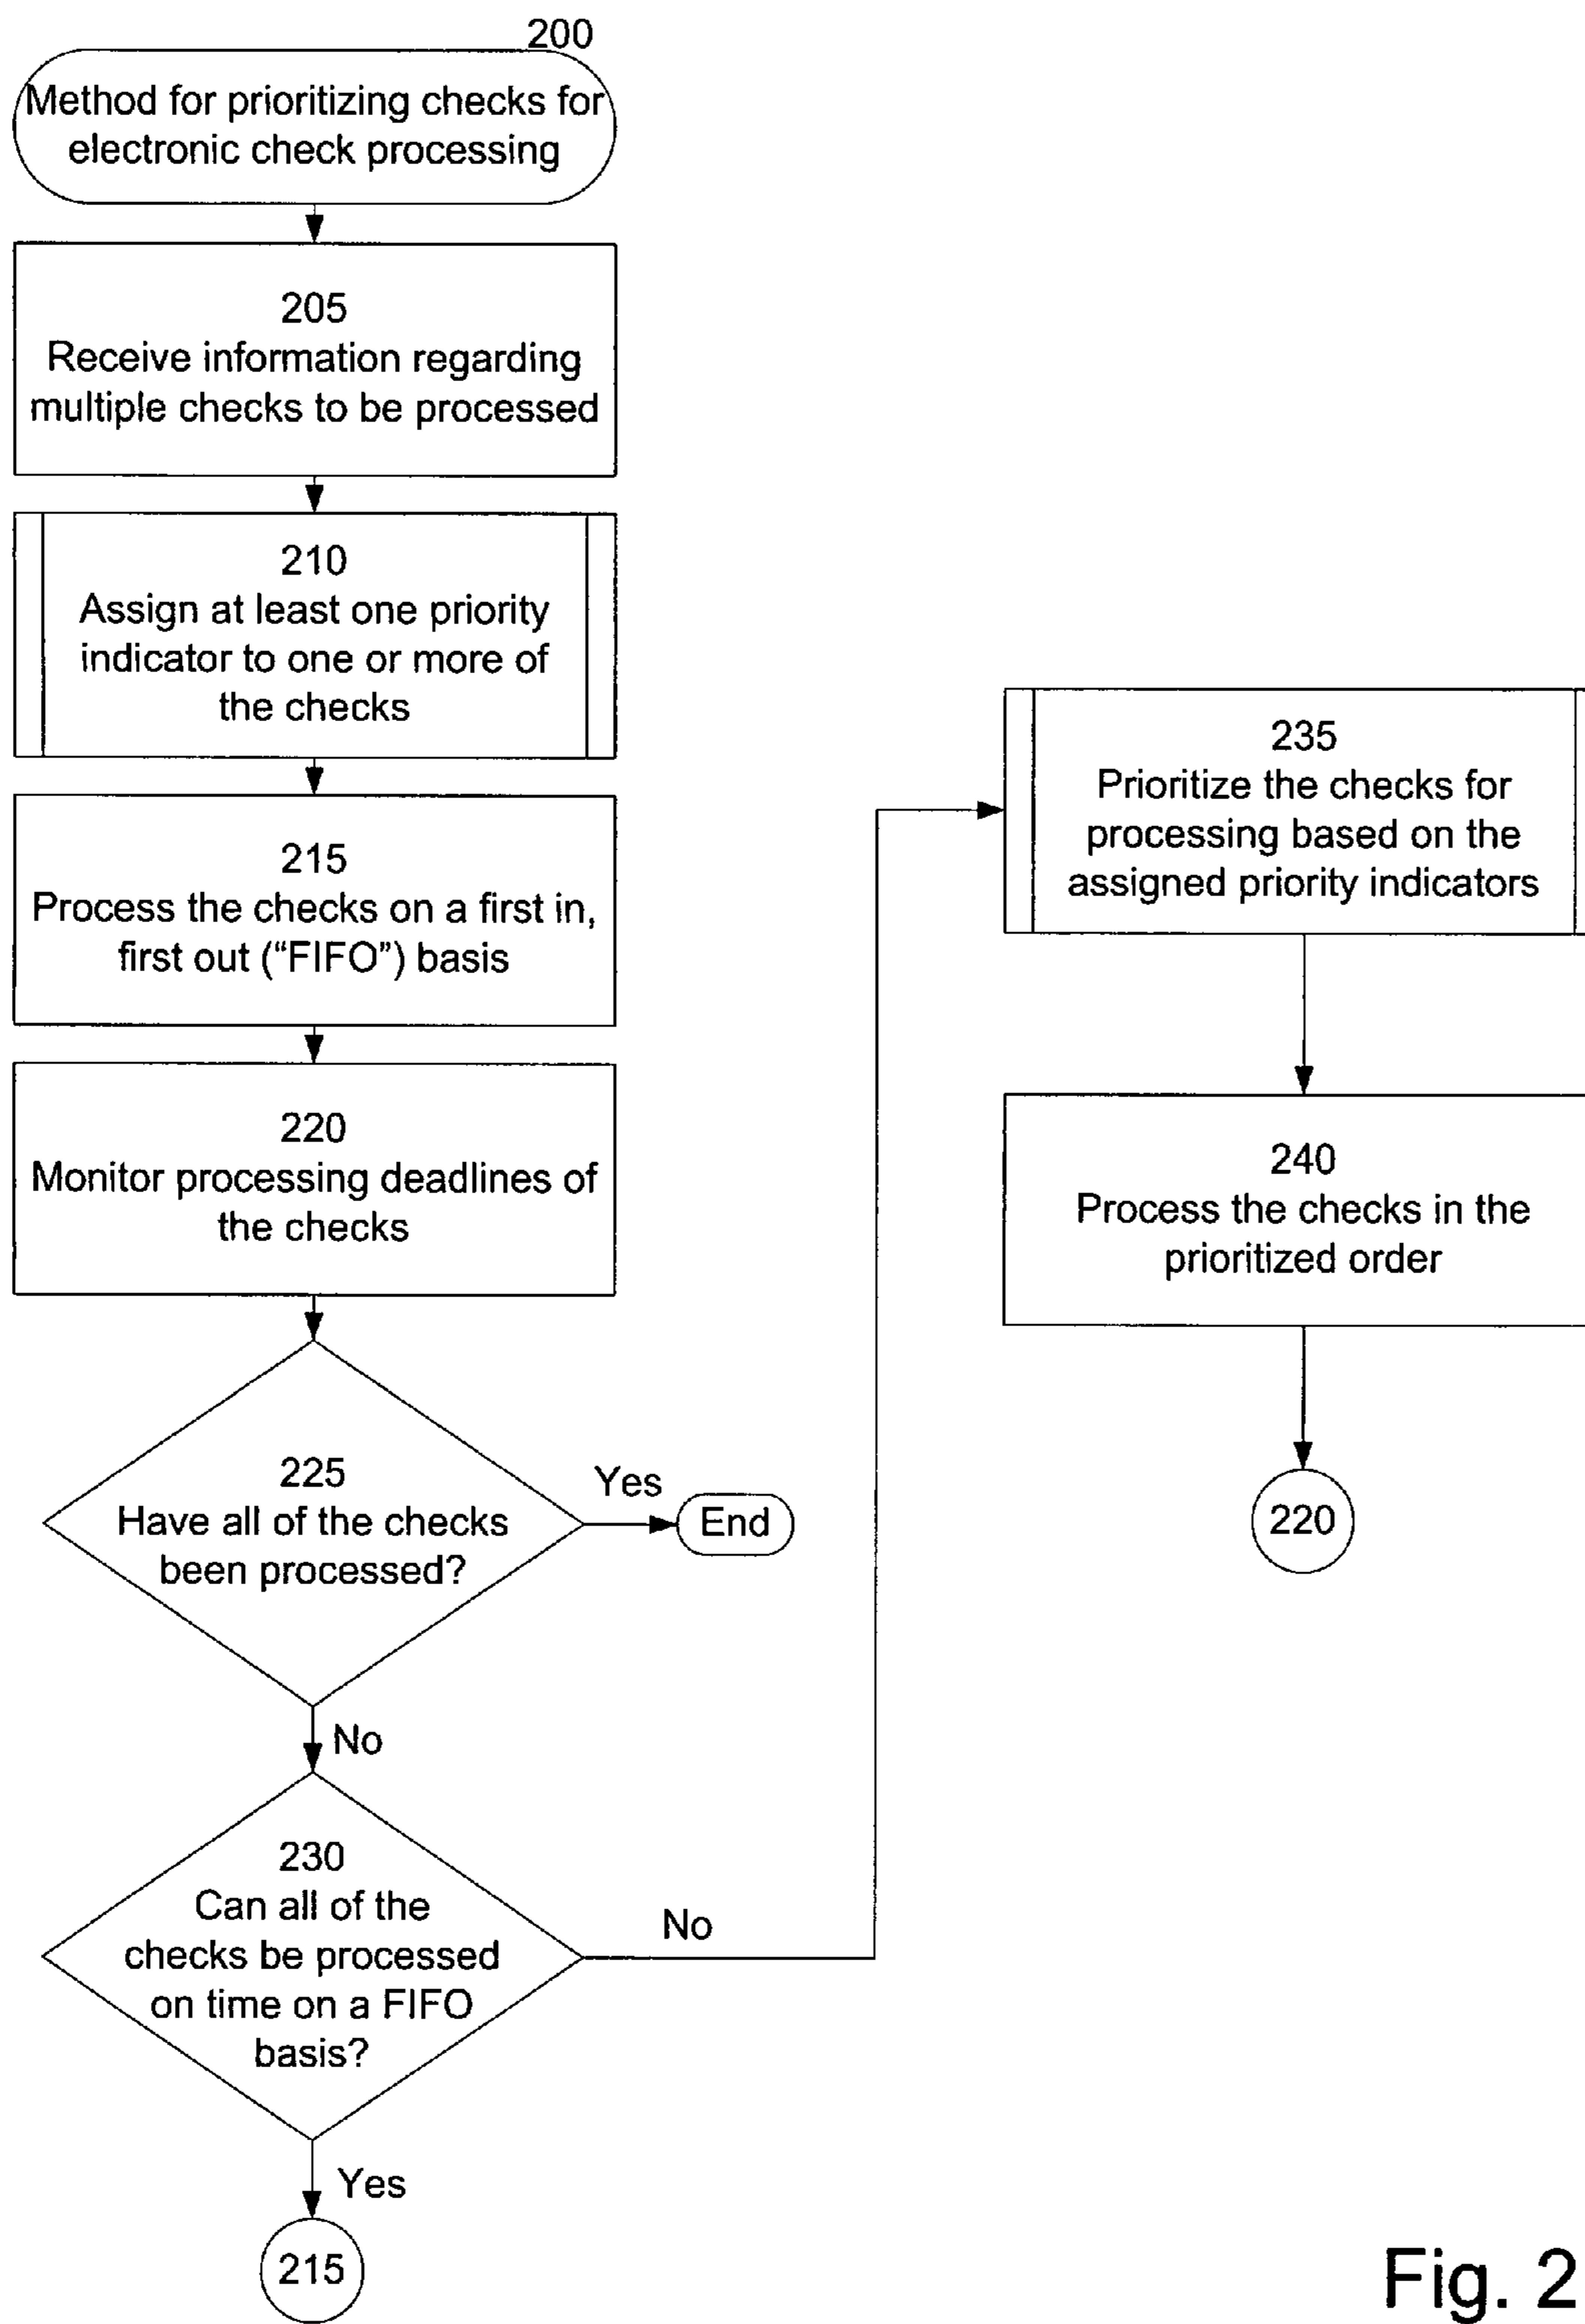 200
Method for prioritizing checks for
electronic check processing
205
Receive information regarding
multiple checks to be processed
210
Assign at least one priority
indicator to one or more of
the checks
215
Process the checks on a first in,
first out (“FIFO”) basis
220
Monitor processing deadlines of
the checks
225
Have all of the checks
been processed?
Yes
End
No
230
Can all of the
checks be processed
on time on a FIFO
basis?
No
Yes
215
235
Prioritize the checks for
processing based on the
assigned priority indicators
240
Process the checks in the
prioritized order
220
Fig. 2